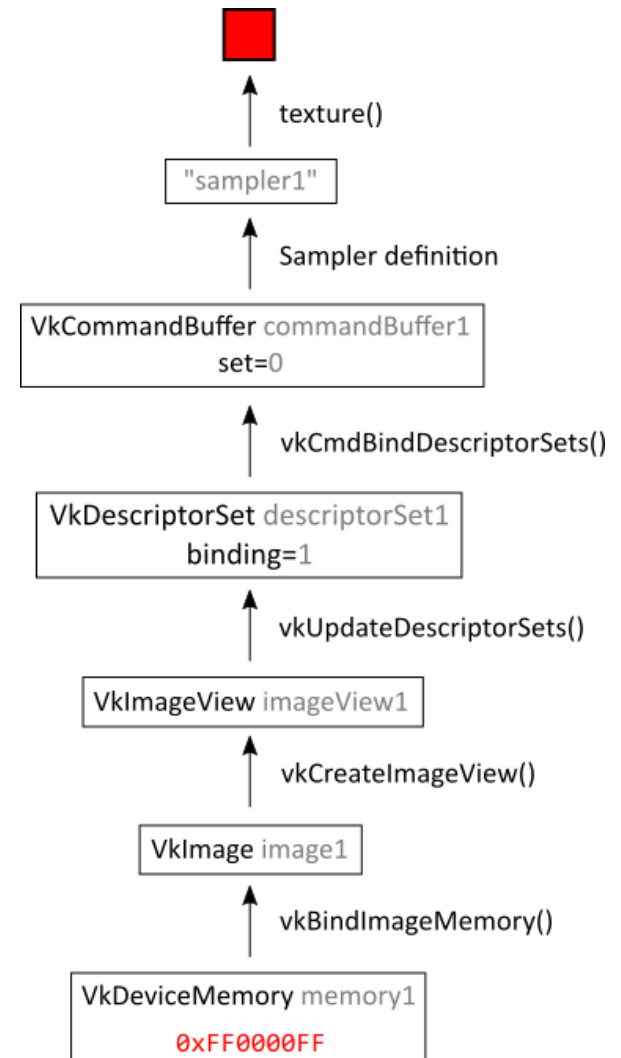 texture()
"sampler1"
Sampler definition
VkCommandBuffer commandBuffer1
set=0
vkCmdBindDescriptorSets()
VkDescriptorSet descriptorSet1
binding=1
vkUpdateDescriptorSets()
VkImageView imageView1
vkCreateImageView()
VkImage image1
vkBindImageMemory()
VkDeviceMemory memory1
0xFF0000FF